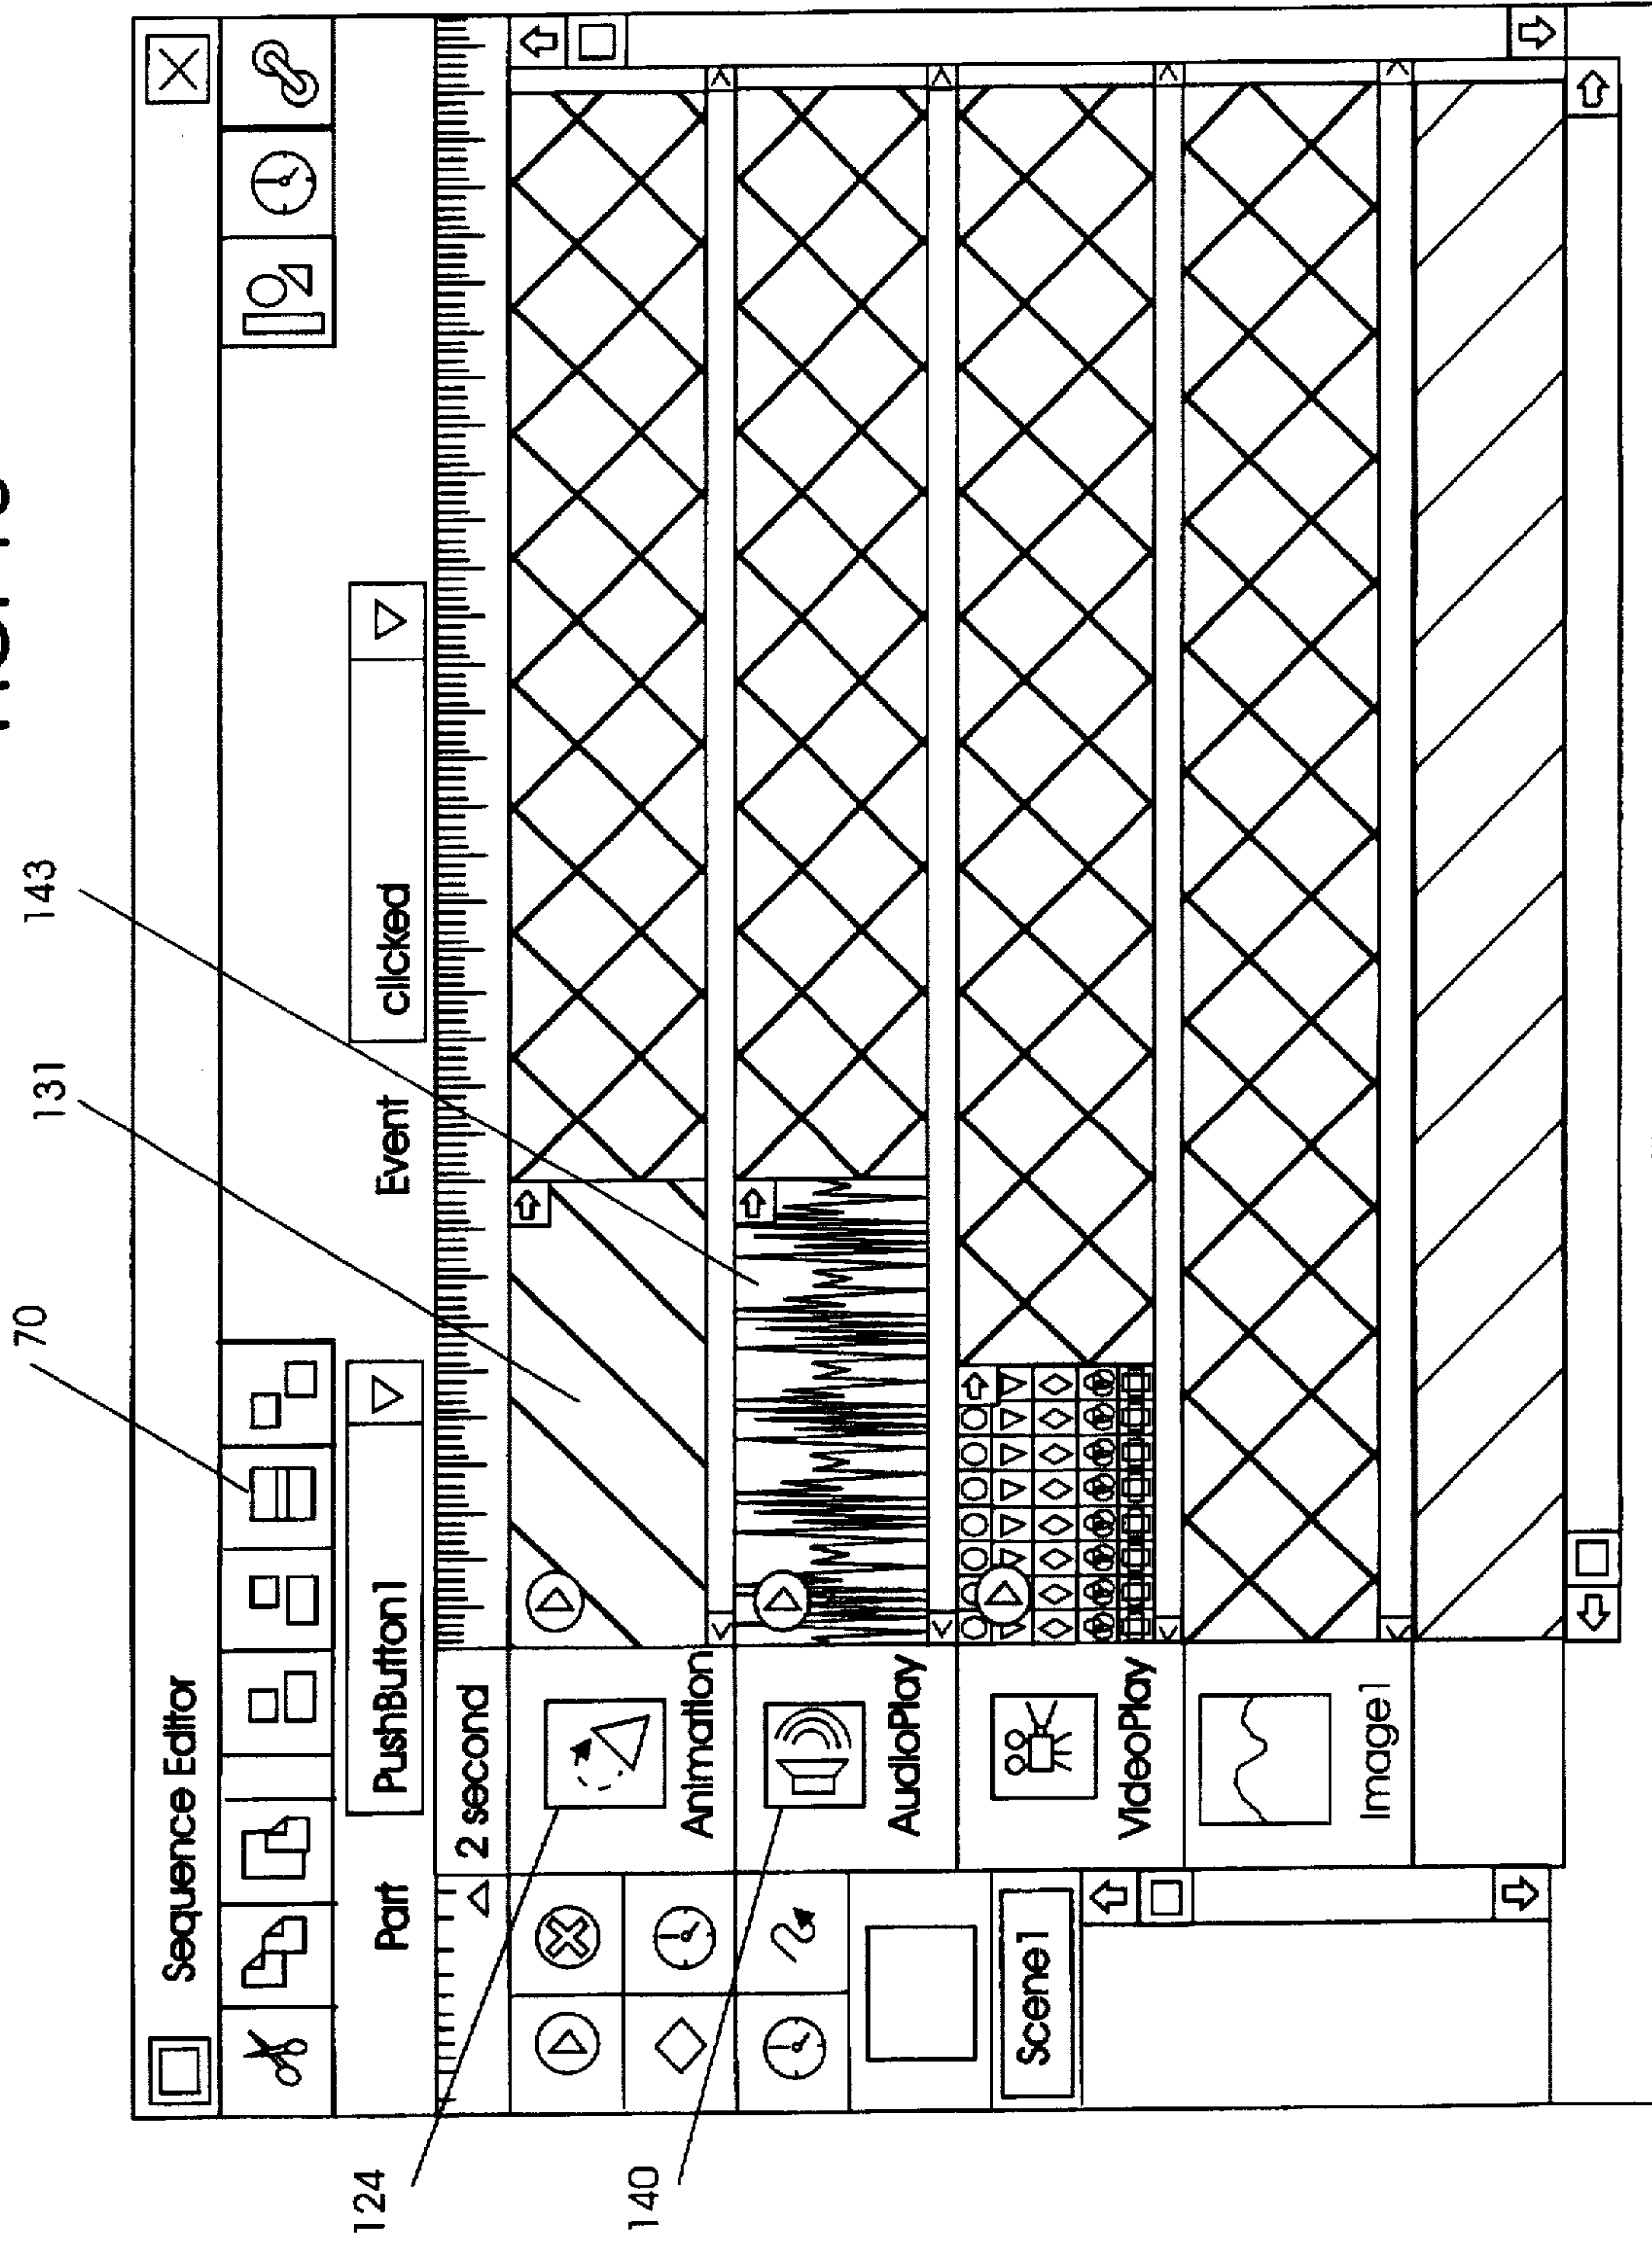 70
131
143
Sequence Editor
Part PushButton1 Event clicked
2 second
Animation
AudioPlay
VideoPlay
Image1
Scene1
124
140